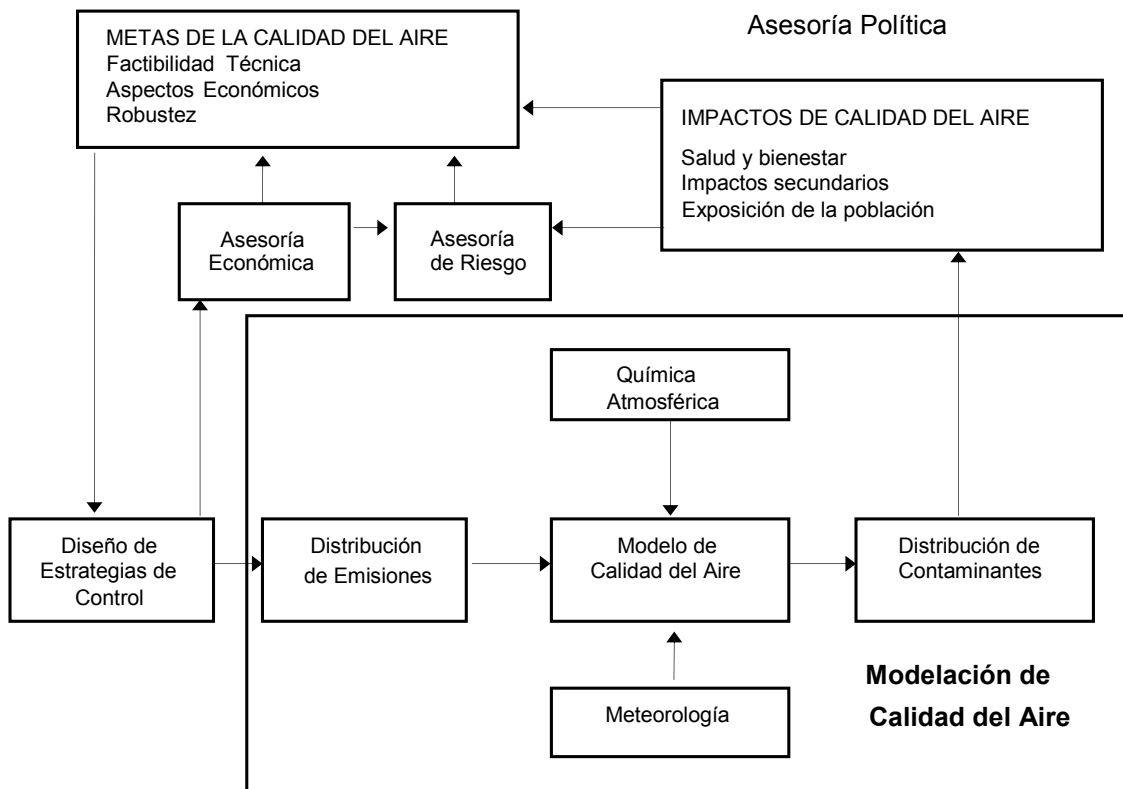 Asesoría Política
METAS DE LA CALIDAD DEL AIRE
Factibilidad Técnica
Aspectos Económicos
Robustez
IMPACTOS DE CALIDAD DEL AIRE
Salud y bienestar
Impactos secundarios
Exposición de la población
Asesoría
Económica
Asesoría
de Riesgo
Química
Atmosférica
Diseño de
Estrategias de
Control
Distribución
de Emisiones
Modelo de
Calidad del Aire
Distribución de
Contaminantes
Meteorología
Modelación de
Calidad del Aire